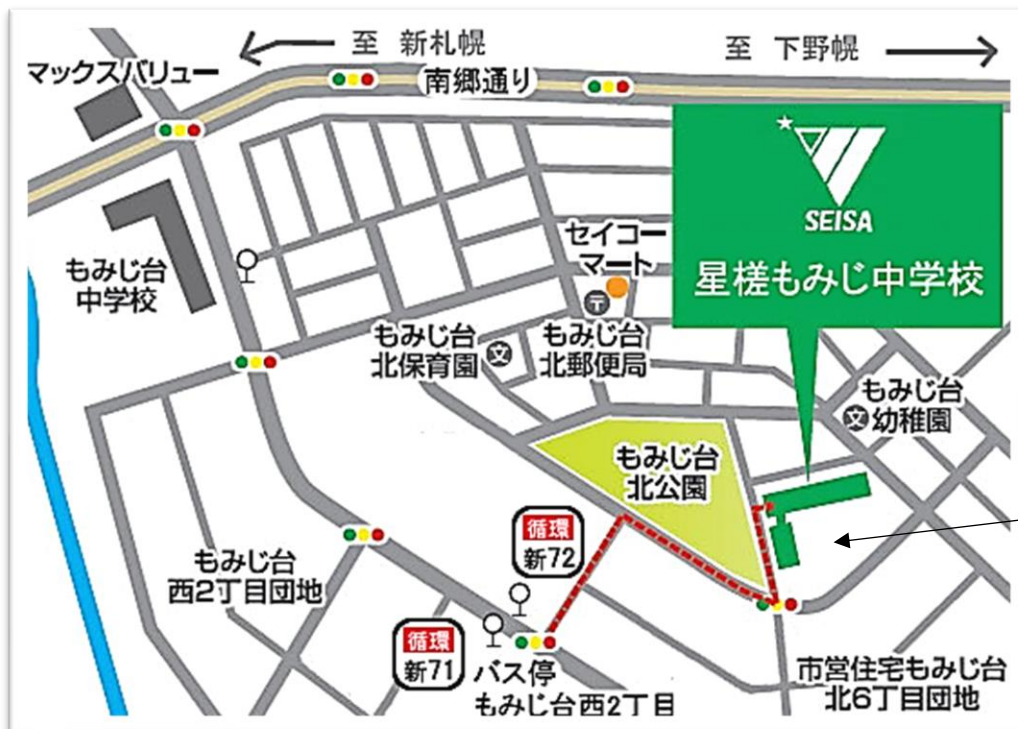 至 新札幌
至 下野幌
マックスバリュー
南郷通り
SEISA
星槎もみじ中学校
セイコー
マート
もみじ台
中学校
〒
もみじ台
北保育園
文
もみじ台
北郵便局
もみじ台
幼稚園
文
もみじ台
北公園
循環
新72
もみじ台
西2丁目団地
循環
新71
バス停
もみじ台西2丁目
市営住宅もみじ台
北6丁目団地